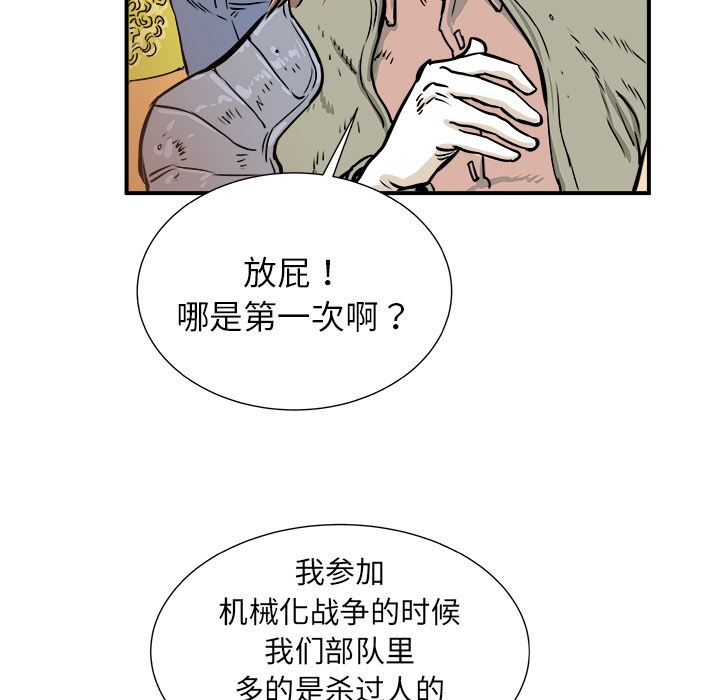 放屁！
哪是第一次啊？
我参加
机械化战争的时候
我们部队里
多的是杀过人的